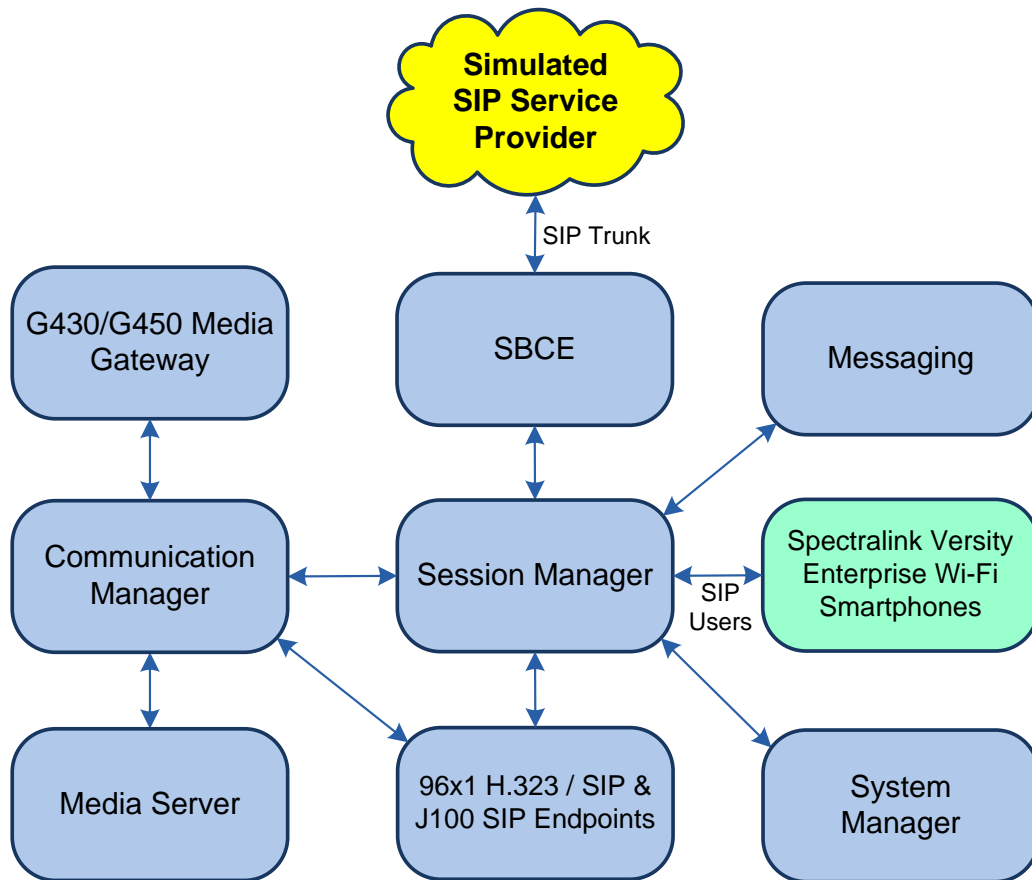 Simulated
SIP Service
Provider
SIP Trunk
G430/G450 Media
Gateway
SBCE
Messaging
Communication
Manager
Session Manager
SIP
Users
Spectralink Versity
Enterprise Wi-Fi
Smartphones
Media Server
96x1 H.323 / SIP &
J100 SIP Endpoints
System
Manager